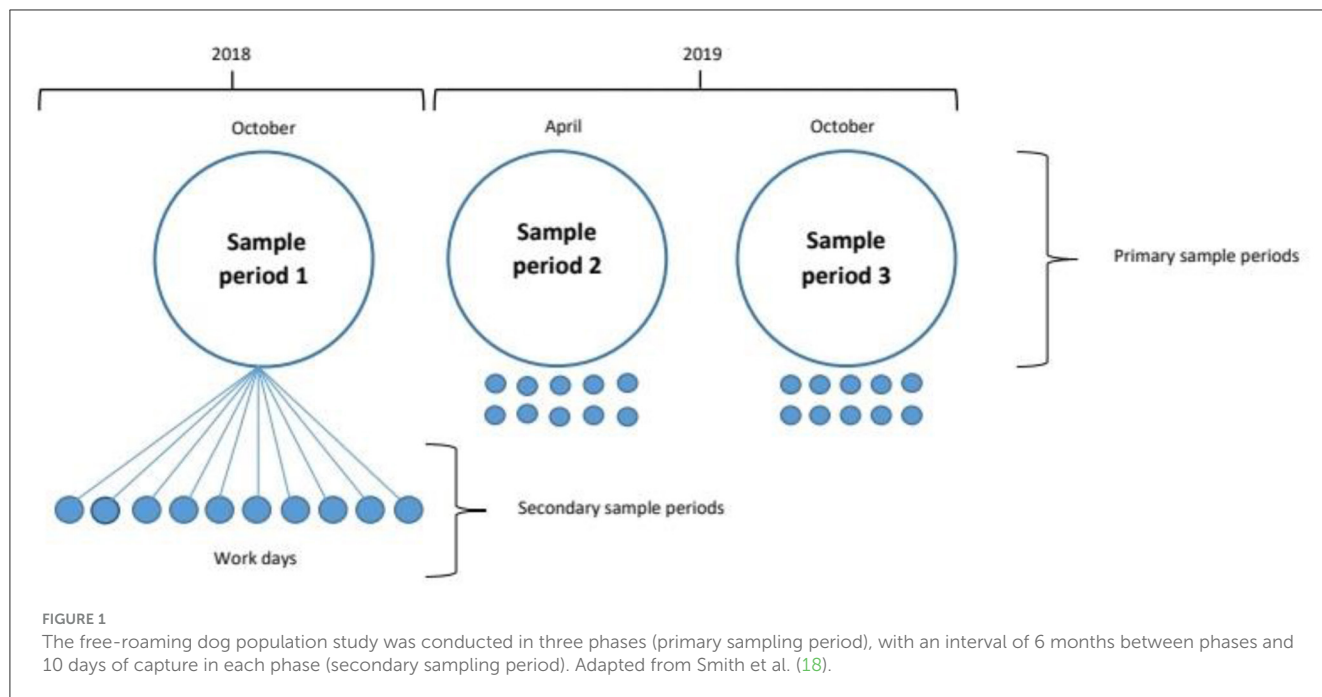 2018
2019
October
April
October
Sample
period 1
Sample
period 2
Sample
period 3
Primary sample periods
Secondary sample periods
Work days
FIGURE 1
The free-roaming dog population study was conducted in three phases (primary sampling period), with an interval of 6 months between phases and
10 days of capture in each phase (secondary sampling period). Adapted from Smith et al. (18).